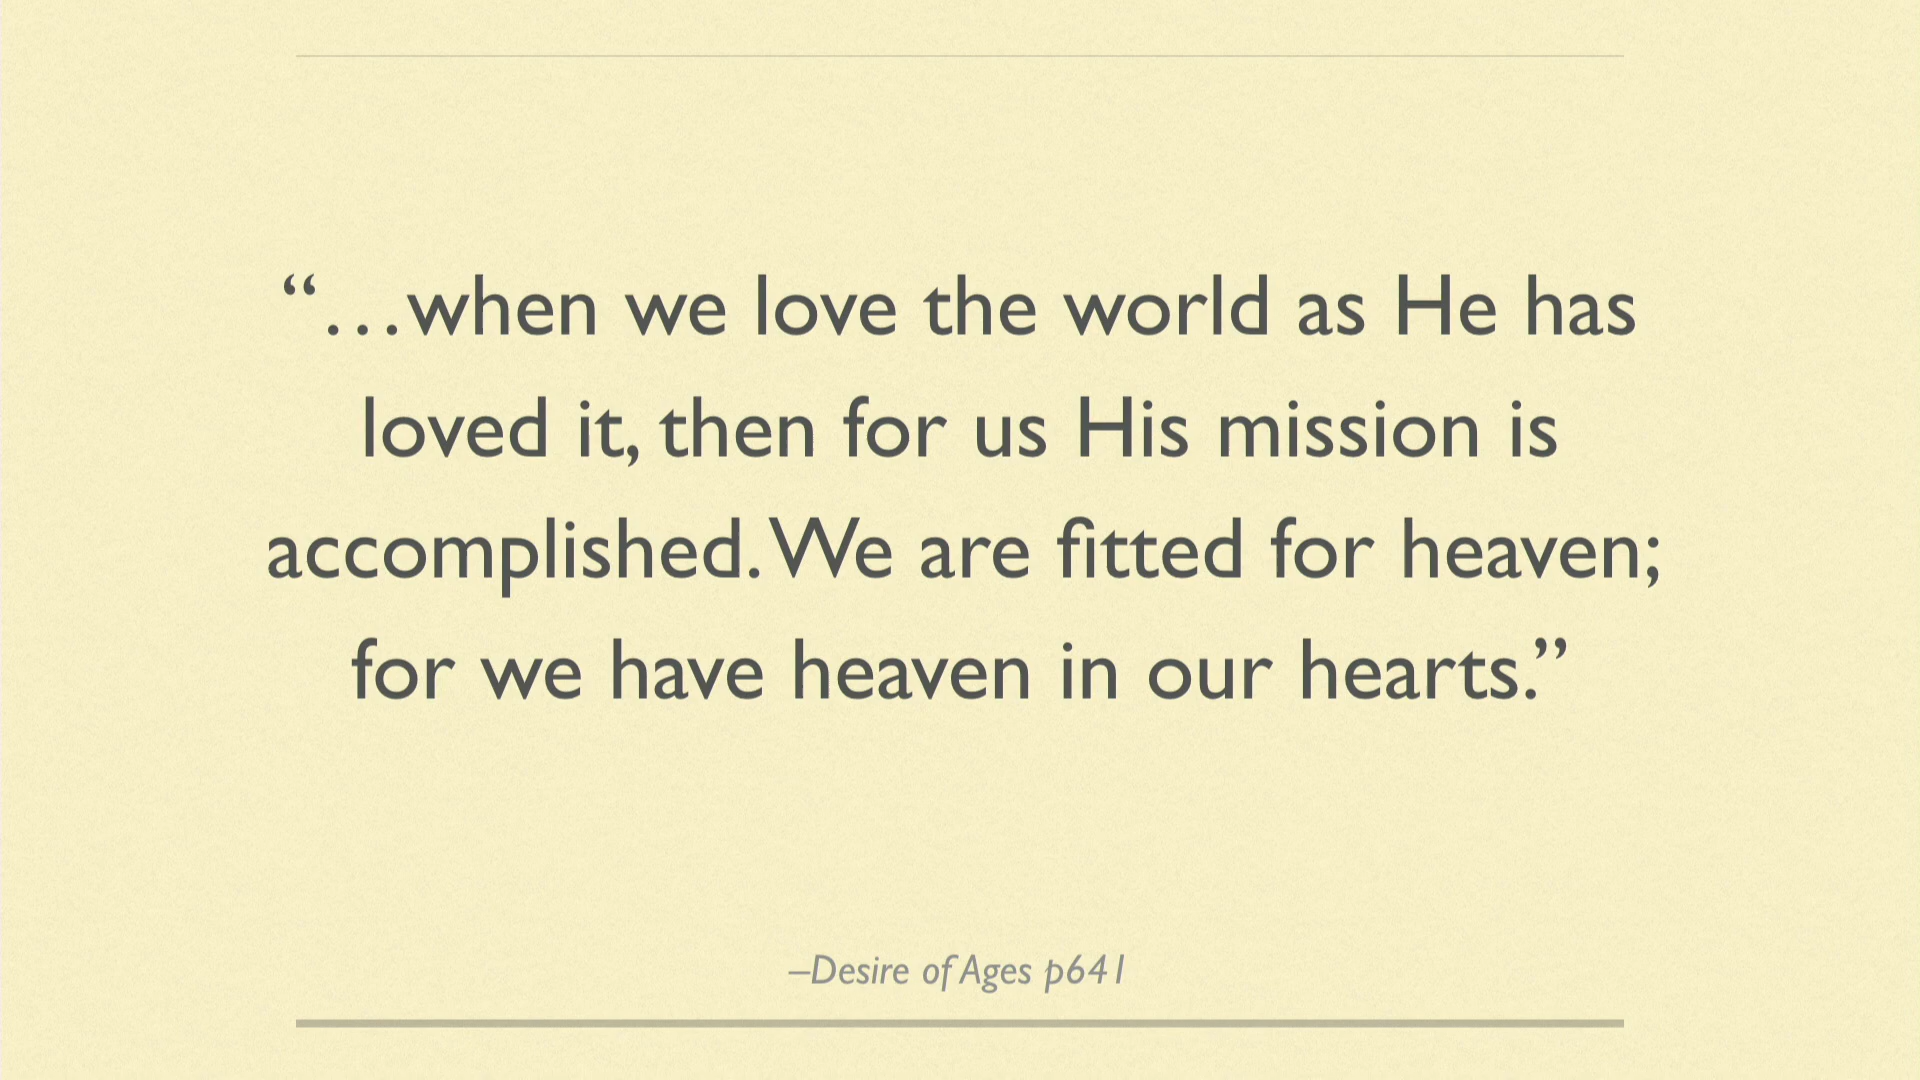 “…when we love the world as He has
loved it, then for us His mission is
accomplished. We are fitted for heaven;
for we have heaven in our hearts.”
–Desire of Ages p641